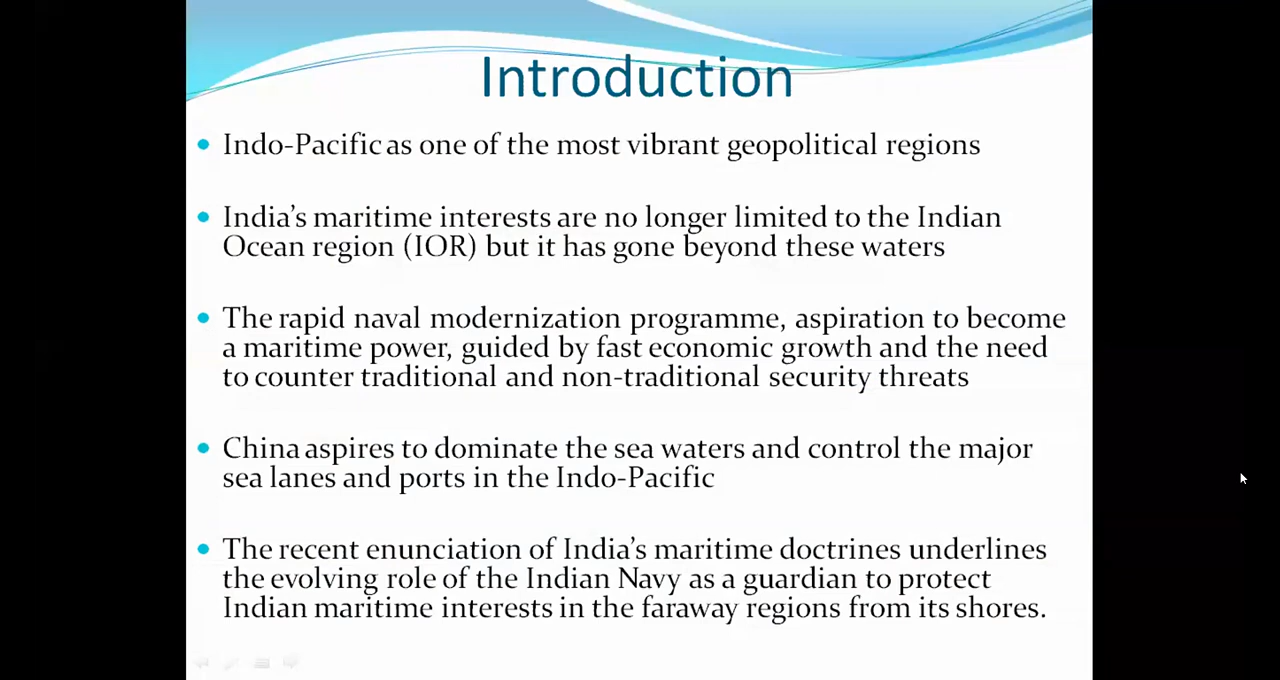 Introduction
Indo-Pacific as one of the most vibrant geopolitical regions
India's maritime interests are no longer limited to the Indian
Ocean region (IOR) but it has gone beyond these waters
The rapid naval modernization programme, aspiration to become
a maritime power, guided by fast economic growth and the need
to counter traditional and non-traditional security threats
China aspires to dominate the sea waters and control the major
sea lanes and ports in the Indo-Pacific
The recent enunciation of India's maritime doctrines underlines
the evolving role of the Indian Navy as a guardian to protect
Indian maritime interests in the faraway regions from its shores.